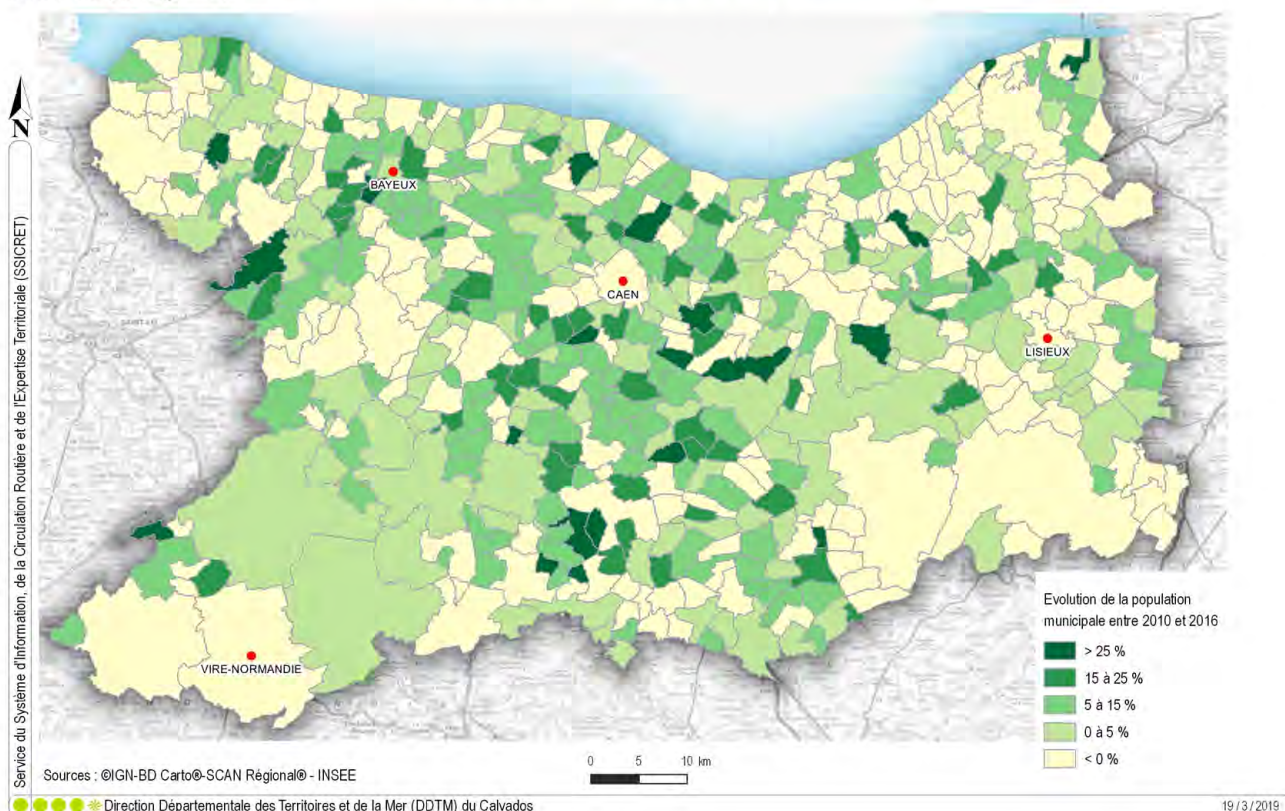 Service du Système d'Information, de la Circulation Routière et de l'Expertise Territoriale (SSICRET)
N
BAYEUX
CAEN
LISIEUX
VIRE-NORMANDIE
Evolution de la population
municipale entre 2010 et 2016
> 25 %
15 à 25 %
5 à 15 %
0 à 5 %
< 0 %
0 5 10 km
Sources : ©IGN-BD Carto®-SCAN Régional® - INSEE
Direction Départementale des Territoires et de la Mer (DDTM) du Calvados
19 / 3 / 2019